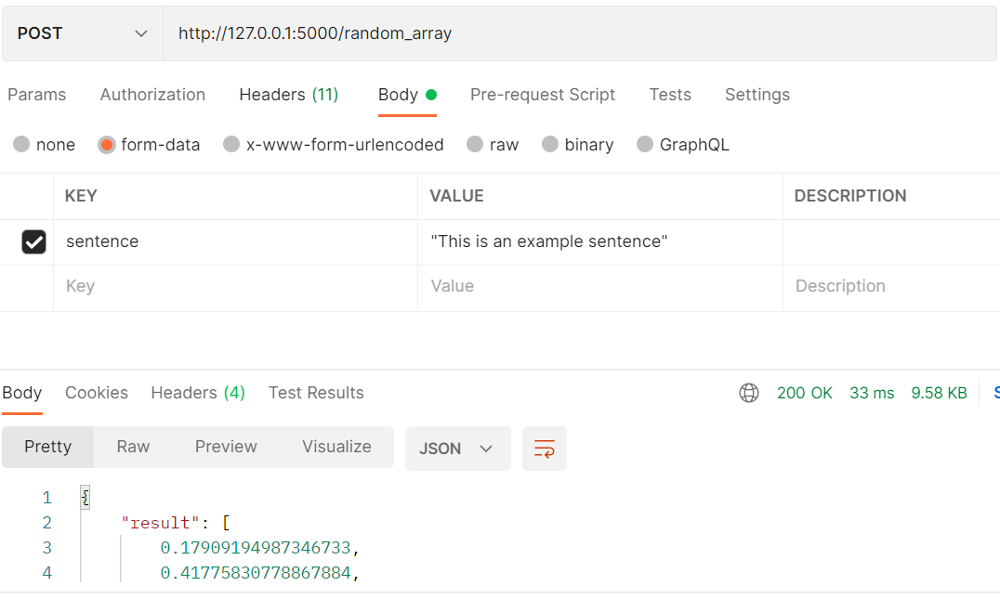 POST http://127.0.0.1:5000/random_array
Params Authorization Headers (11) Body Pre-request Script Tests Settings
none form-data x-www-form-urlencoded raw binary GraphQL
KEY VALUE DESCRIPTION
sentence "This is an example sentence"
Key Value Description
Body Cookies Headers (4) Test Results 200 OK 33 ms 9.58 KB
Pretty Raw Preview Visualize JSON
1 {
2 "result": [
3 0.17909194987346733,
4 0.41775830778867884,